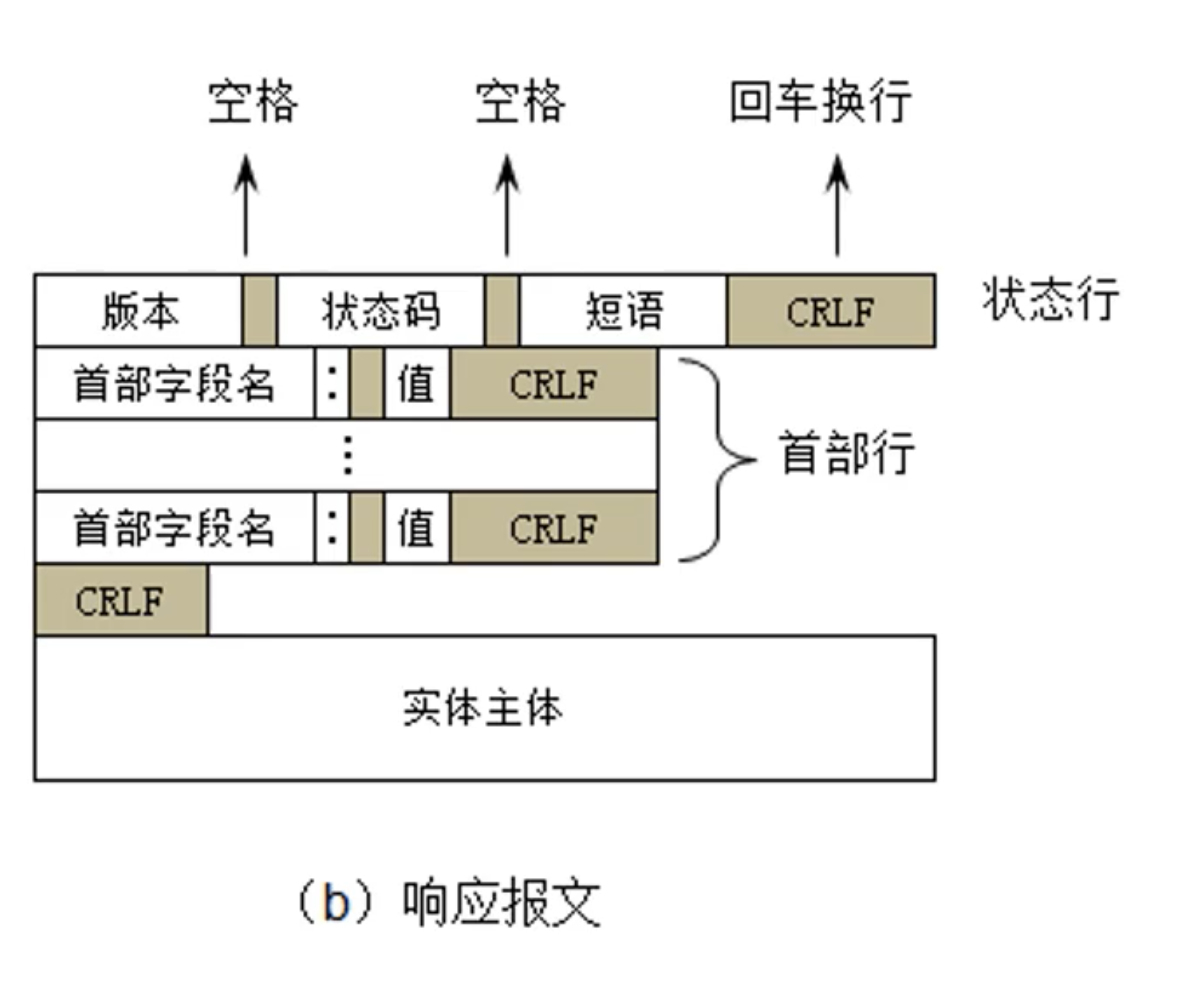 空格 空格 回车换行
版本 状态码 短语 CRLF 状态行
首部字段名 : 值 CRLF
⋮ 首部行
首部字段名 : 值 CRLF
CRLF
实体主体
(b)响应报文